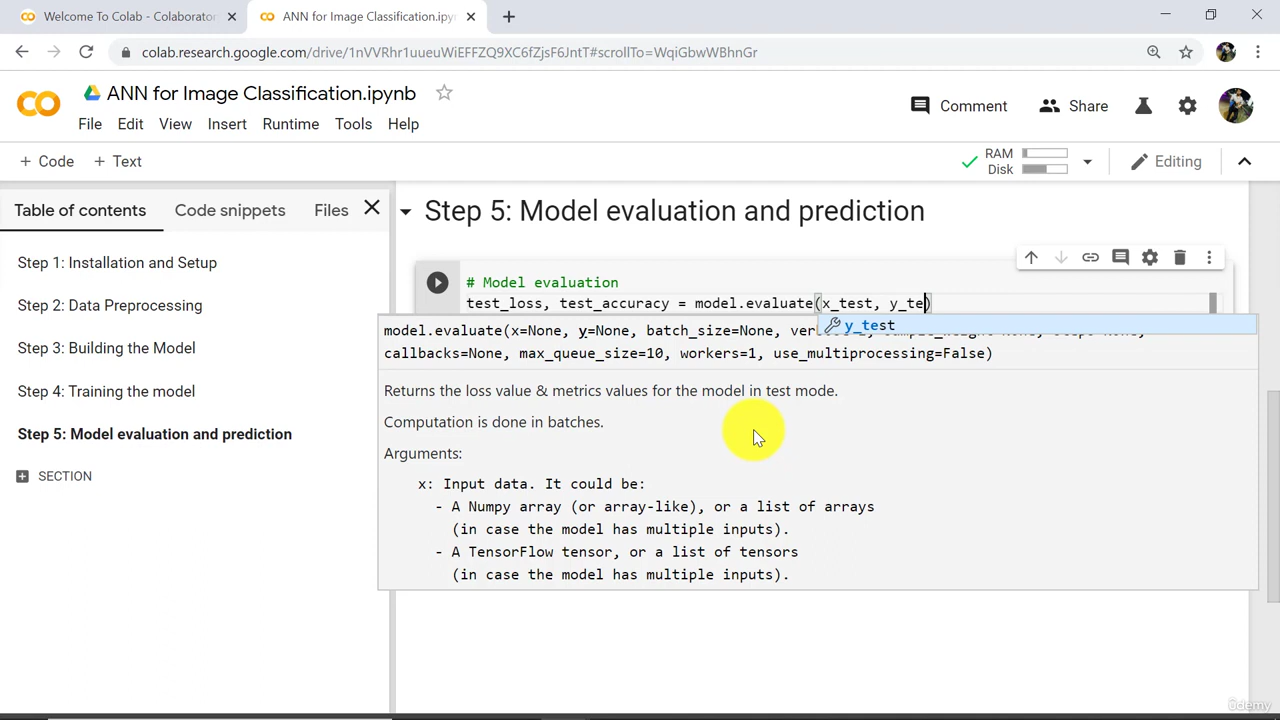 Welcome To Colab - Colaborator
ANN for Image Classification.ipyn
colab.research.google.com/drive/1nVVRhr1uueuWiEFFZQ9XC6fZjsF6JntT#scrollTo=WqiGbwWBhnGr
ANN for Image Classification.ipynb
Comment
Share
File Edit View Insert Runtime Tools Help
+ Code + Text
RAM
Disk
Editing
Table of contents Code snippets Files
Step 1: Installation and Setup
Step 2: Data Preprocessing
Step 3: Building the Model
Step 4: Training the model
Step 5: Model evaluation and prediction
SECTION
Step 5: Model evaluation and prediction
# Model evaluation
test_loss, test_accuracy = model.evaluate(x_test, y_te)
y_test
model.evaluate(x=None, y=None, batch_size=None,
callbacks=None, max_queue_size=10, workers=1, use_multiprocessing=False)
Returns the loss value & metrics values for the model in test mode.
Computation is done in batches.
Arguments:
x: Input data. It could be:
- A Numpy array (or array-like), or a list of arrays
(in case the model has multiple inputs).
- A TensorFlow tensor, or a list of tensors
(in case the model has multiple inputs).
ûdemy